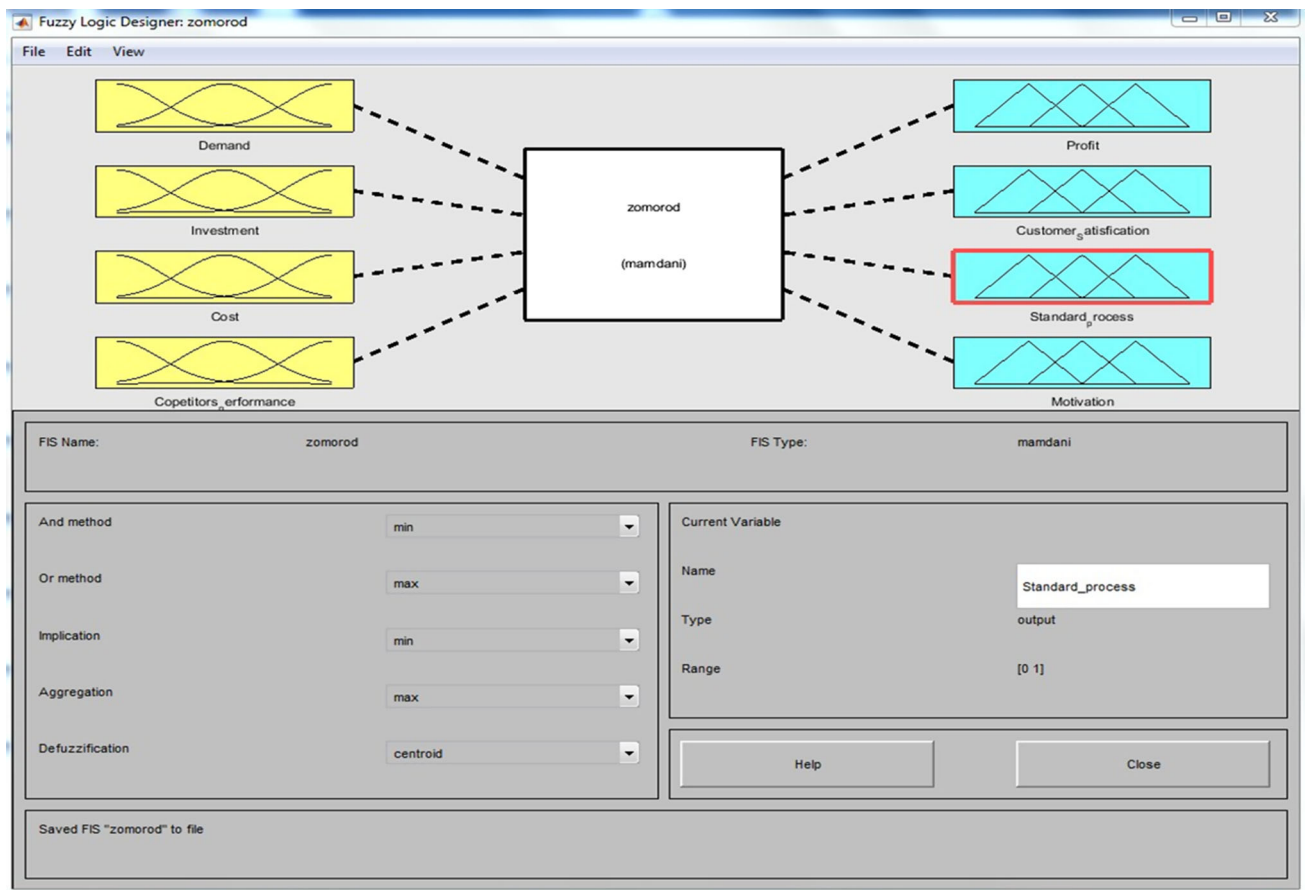 Fuzzy Logic Designer: zomorod
File Edit View
Demand
Investment
Cost
Copetitors_performance
zomorod
(mamdani)
Profit
Customer_Satisfication
Standard_process
Motivation
FIS Name: zomorod FIS Type: mamdani
And method min
Or method max
Implication min
Aggregation max
Defuzzification centroid
Current Variable
Name Standard_process
Type output
Range [0 1]
Help Close
Saved FIS "zomorod" to file